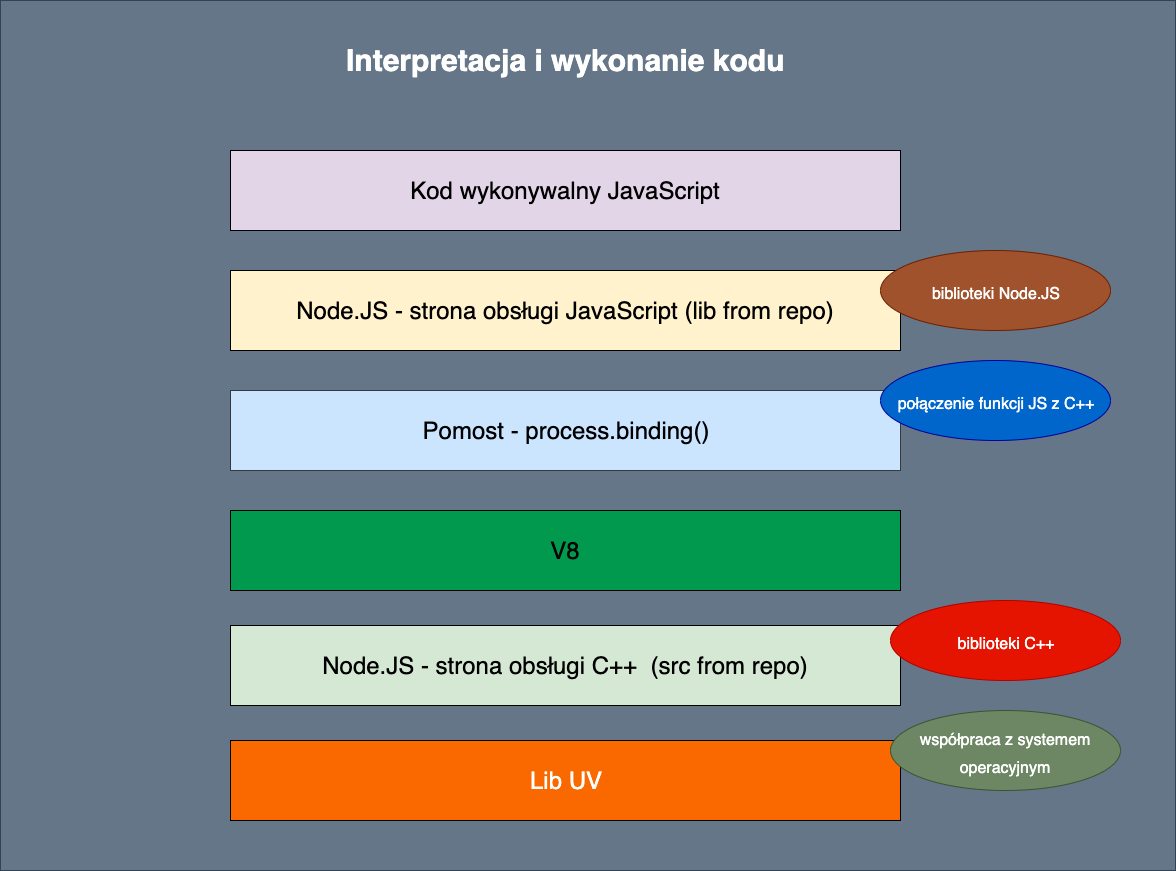 Interpretacja i wykonanie kodu
Kod wykonywalny JavaScript
Node.JS - strona obsługi JavaScript (lib from repo)
biblioteki Node.JS
Pomost - process.binding()
połączenie funkcji JS z C++
V8
Node.JS - strona obsługi C++  (src from repo)
biblioteki C++
Lib UV
współpraca z systemem
operacyjnym